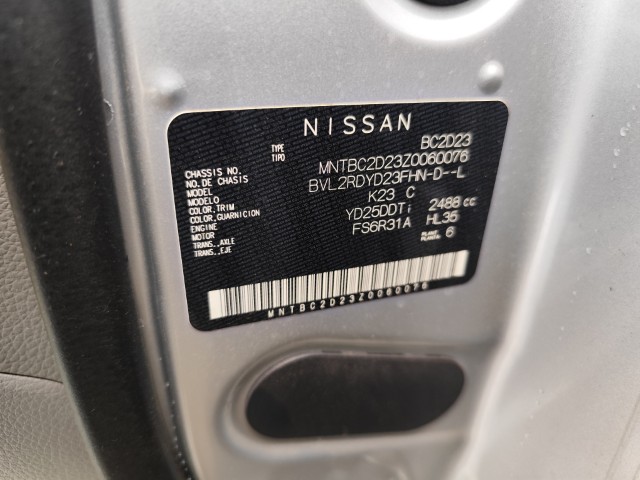 NISSAN
TYPE
TIPO BC2D23
CHASSIS NO. MNTBC2D23Z0060076
NO. DE CHASIS
MODEL BVL2RDYD23FHN-D--L
MODELO
COLOR, TRIM K23 C
COLOR, GUARNICION
ENGINE YD25DDTi 2488 cc
MOTOR
TRANS., AXLE FS6R31A HL35
TRANS., EJE
PLANT
PLANTA 6
MNTBC2D23Z0060076